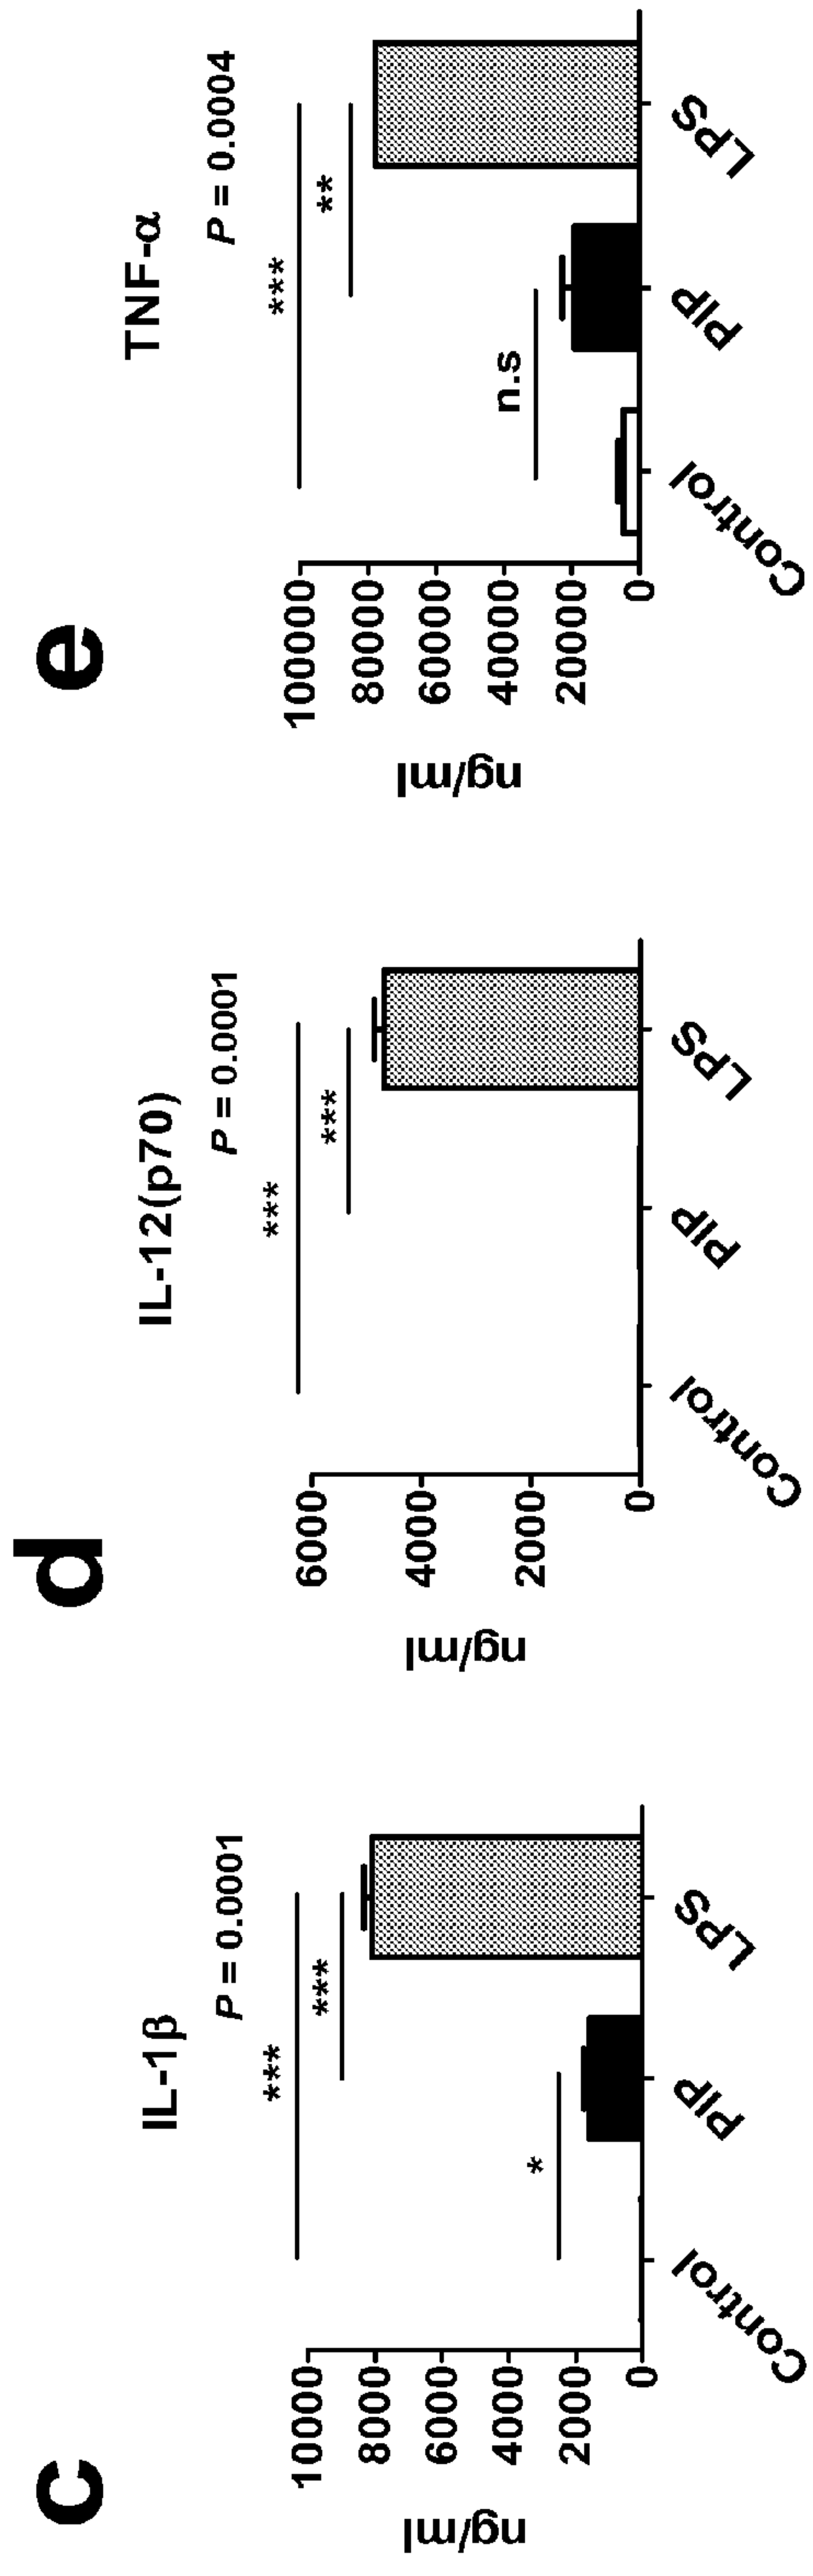 c
IL-1β
P = 0.0001
***
***
*
ng/ml
10000
8000
6000
4000
2000
0
Control
PIP
LPS
d
IL-12(p70)
P = 0.0001
***
***
ng/ml
6000
4000
2000
0
Control
PIP
LPS
e
TNF-α
P = 0.0004
***
**
n.s
ng/ml
100000
80000
60000
40000
20000
0
Control
PIP
LPS